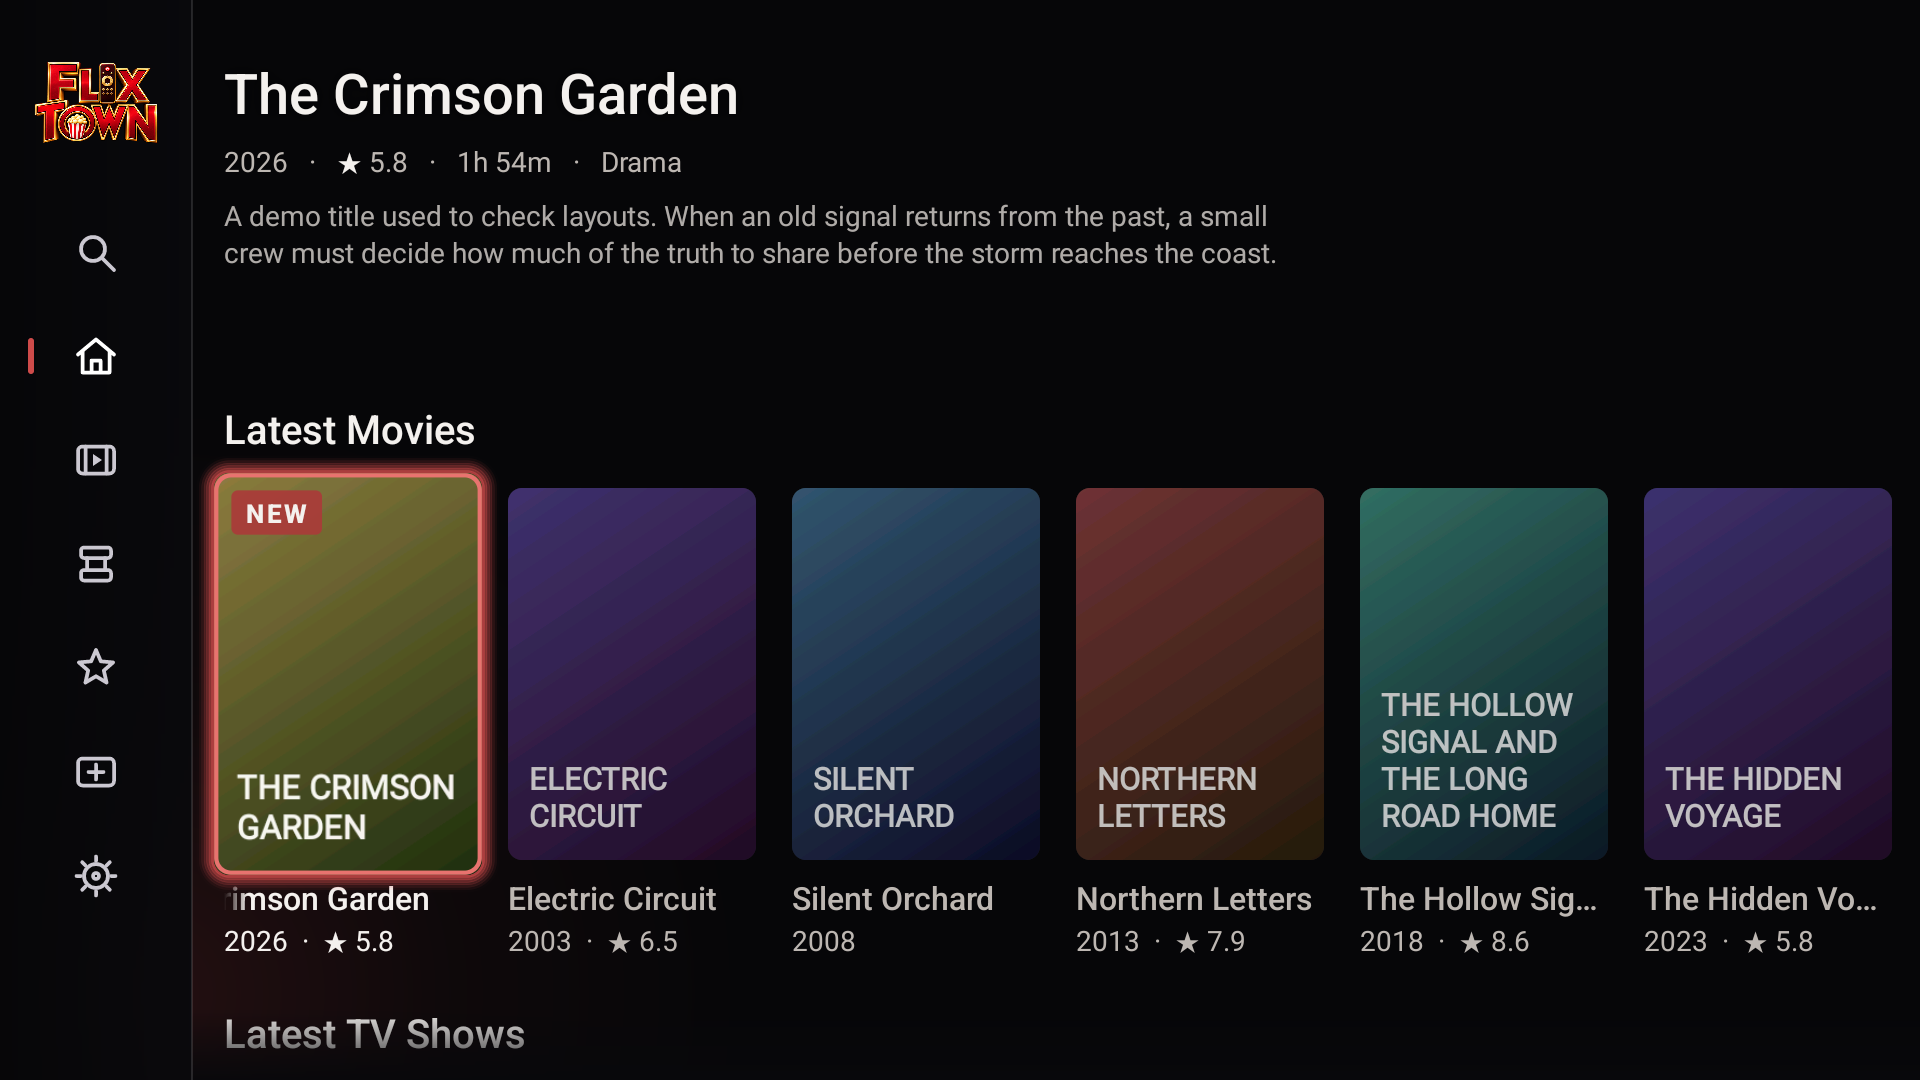 FLIX
TOWN
The Crimson Garden
2026 · ★ 5.8 · 1h 54m · Drama
A demo title used to check layouts. When an old signal returns from the past, a small
crew must decide how much of the truth to share before the storm reaches the coast.
Latest Movies
NEW
THE CRIMSON
GARDEN
imson Garden
2026 · ★ 5.8
ELECTRIC
CIRCUIT
Electric Circuit
2003 · ★ 6.5
SILENT
ORCHARD
Silent Orchard
2008
NORTHERN
LETTERS
Northern Letters
2013 · ★ 7.9
THE HOLLOW
SIGNAL AND
THE LONG
ROAD HOME
The Hollow Sig...
2018 · ★ 8.6
THE HIDDEN
VOYAGE
The Hidden Vo...
2023 · ★ 5.8
Latest TV Shows